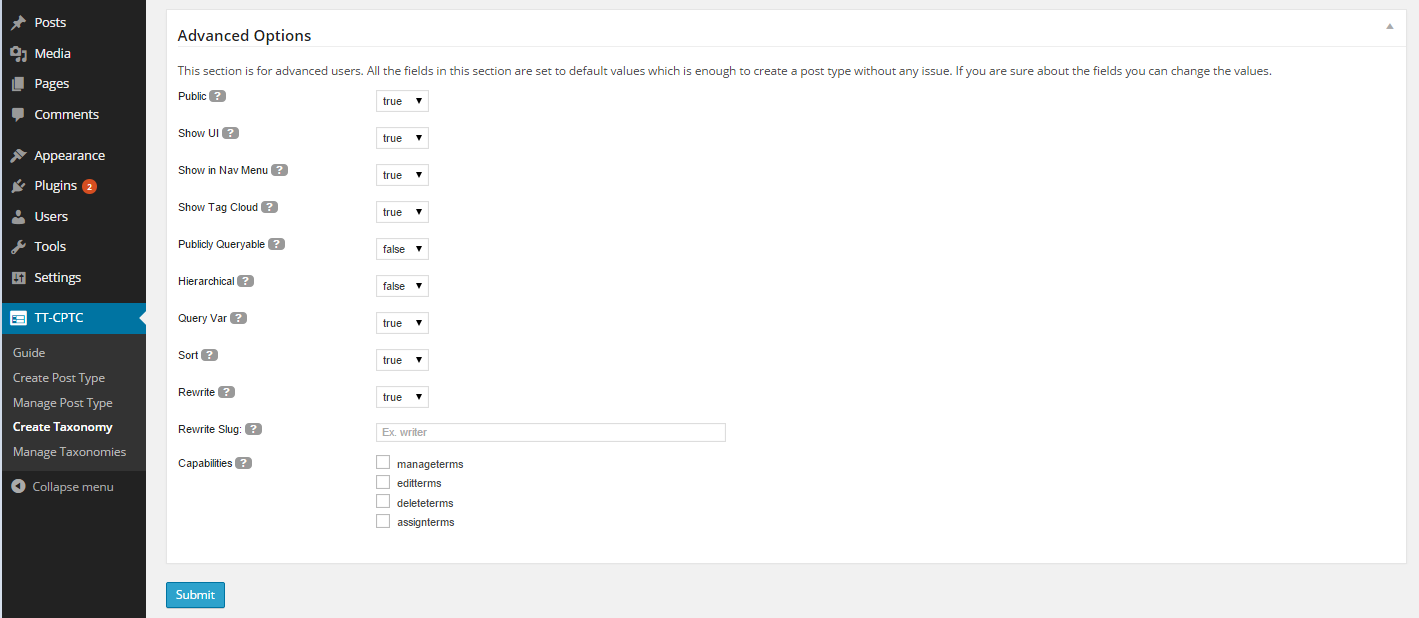 Posts
Media
Pages
Comments
Appearance
Plugins 2
Users
Tools
Settings
TT-CPTC
Guide
Create Post Type
Manage Post Type
Create Taxonomy
Manage Taxonomies
Collapse menu
Advanced Options
This section is for advanced users. All the fields in this section are set to default values which is enough to create a post type without any issue. If you are sure about the fields you can change the values.
Public ? true
Show UI ? true
Show in Nav Menu ? true
Show Tag Cloud ? true
Publicly Queryable ? false
Hierarchical ? false
Query Var ? true
Sort ? true
Rewrite ? true
Rewrite Slug: ? Ex. writer
Capabilities ? manageterms
editterms
deleteterms
assignterms
Submit